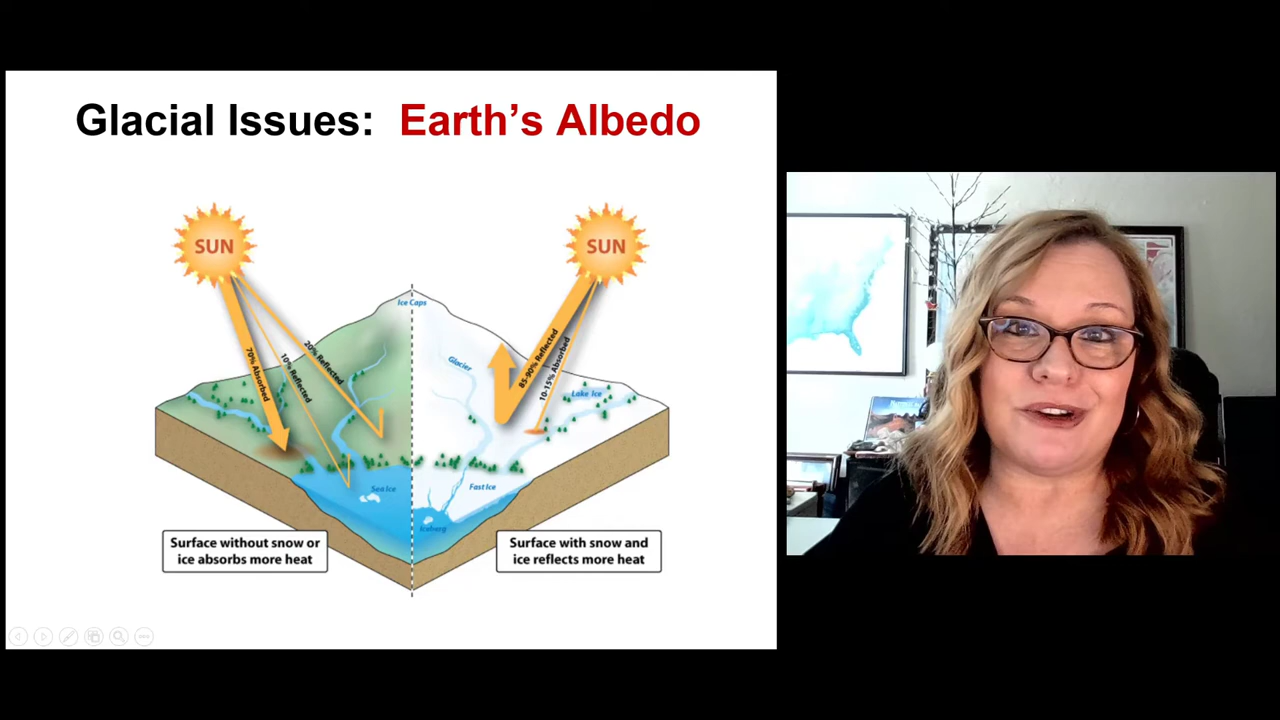 Glacial Issues: Earth's Albedo
SUN
SUN
Ice Caps
70% Absorbed
10% Reflected
20% Reflected
85-90% Reflected
10-15% Absorbed
Glacier
Lake Ice
Sea Ice
Fast Ice
Iceberg
Surface without snow or
ice absorbs more heat
Surface with snow and
ice reflects more heat